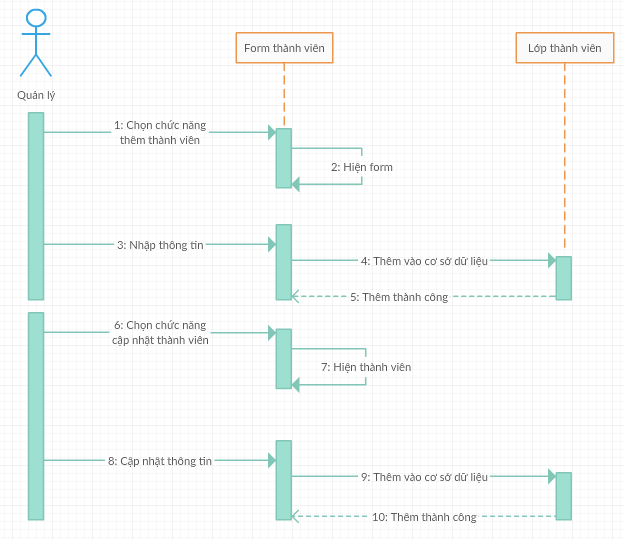 Form thành viên
Lớp thành viên
Quản lý
1: Chọn chức năng
thêm thành viên
2: Hiện form
3: Nhập thông tin
4: Thêm vào cơ sở dữ liệu
5: Thêm thành công
6: Chọn chức năng
cập nhật thành viên
7: Hiện thành viên
8: Cập nhật thông tin
9: Thêm vào cơ sở dữ liệu
10: Thêm thành công